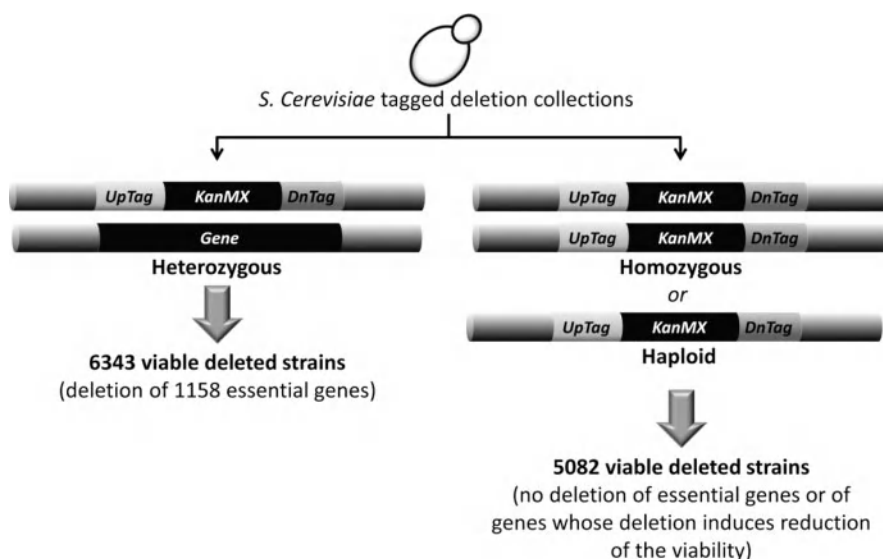 S. Cerevisiae tagged deletion collections
UpTag KanMX DnTag
Gene
Heterozygous
6343 viable deleted strains
(deletion of 1158 essential genes)
UpTag KanMX DnTag
UpTag KanMX DnTag
Homozygous
or
UpTag KanMX DnTag
Haploid
5082 viable deleted strains
(no deletion of essential genes or of
genes whose deletion induces reduction
of the viability)